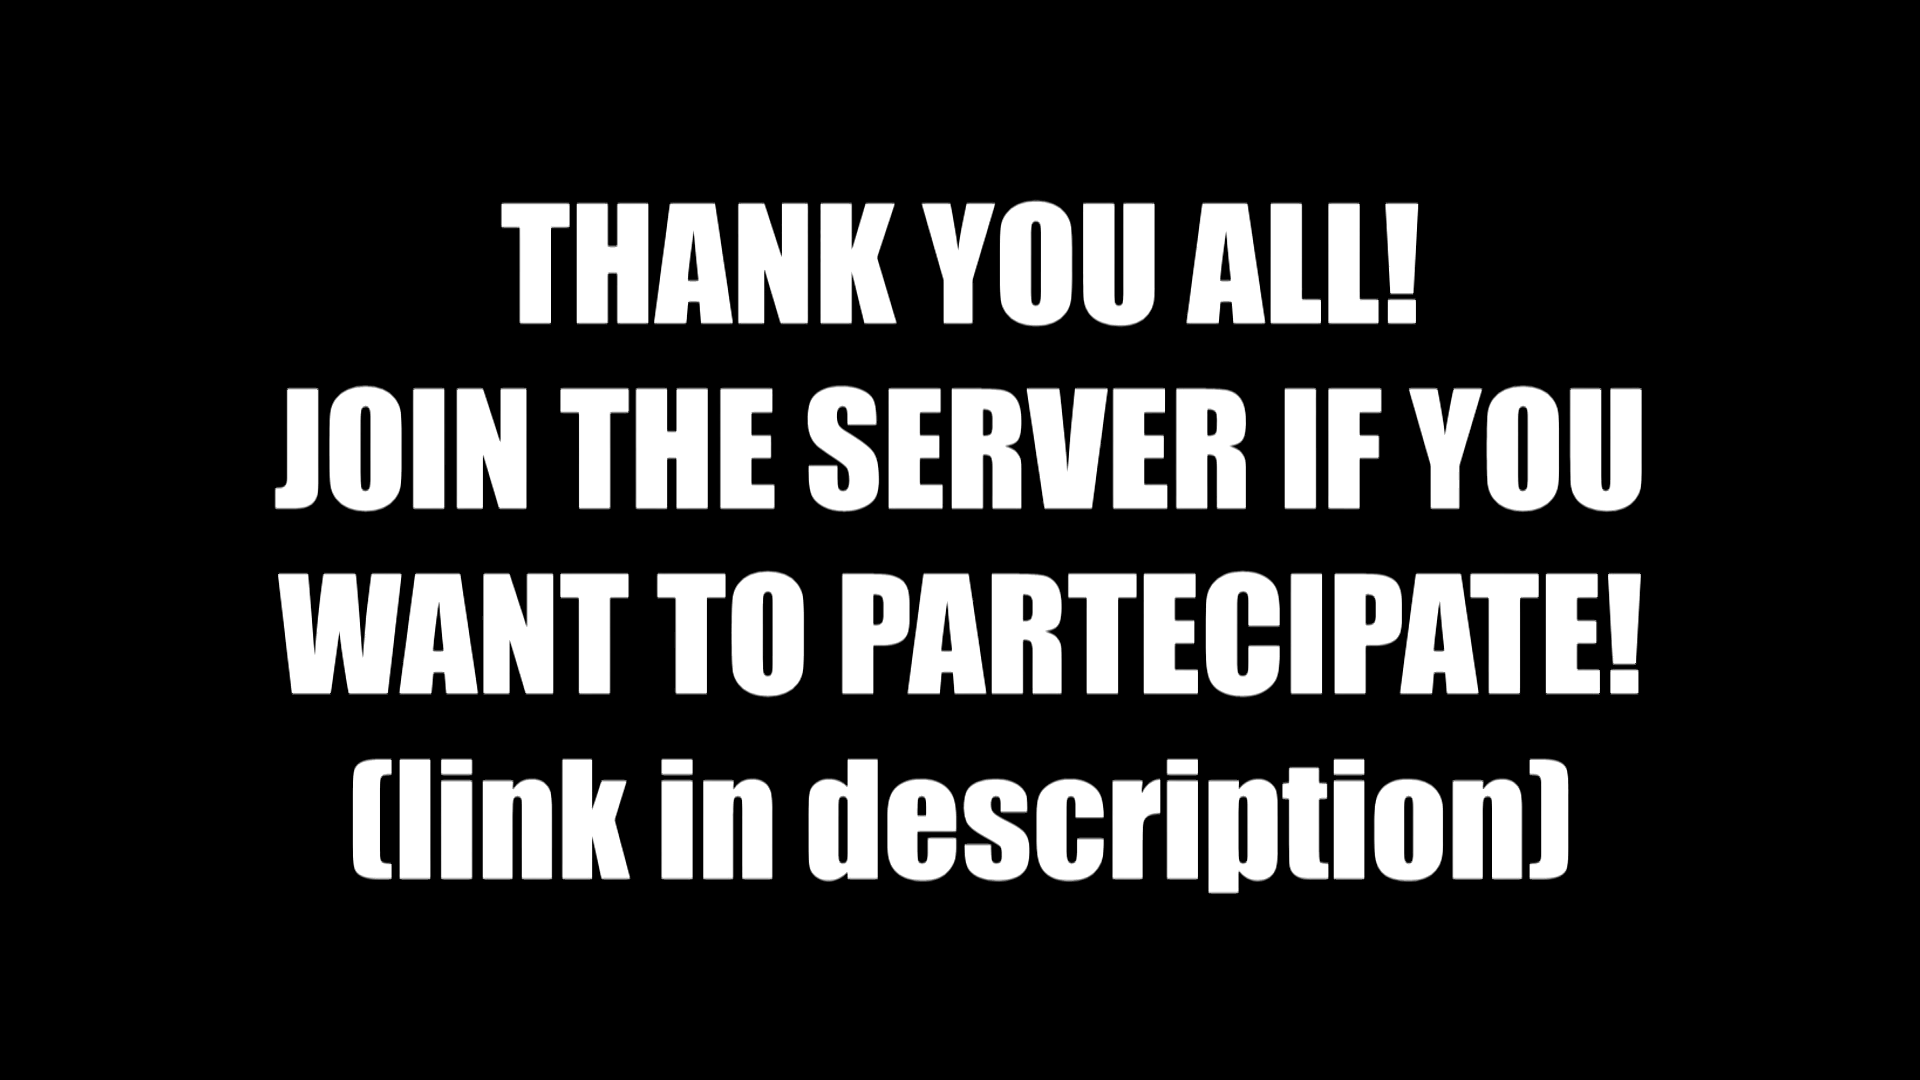 THANK YOU ALL!
JOIN THE SERVER IF YOU
WANT TO PARTECIPATE!
(link in description)